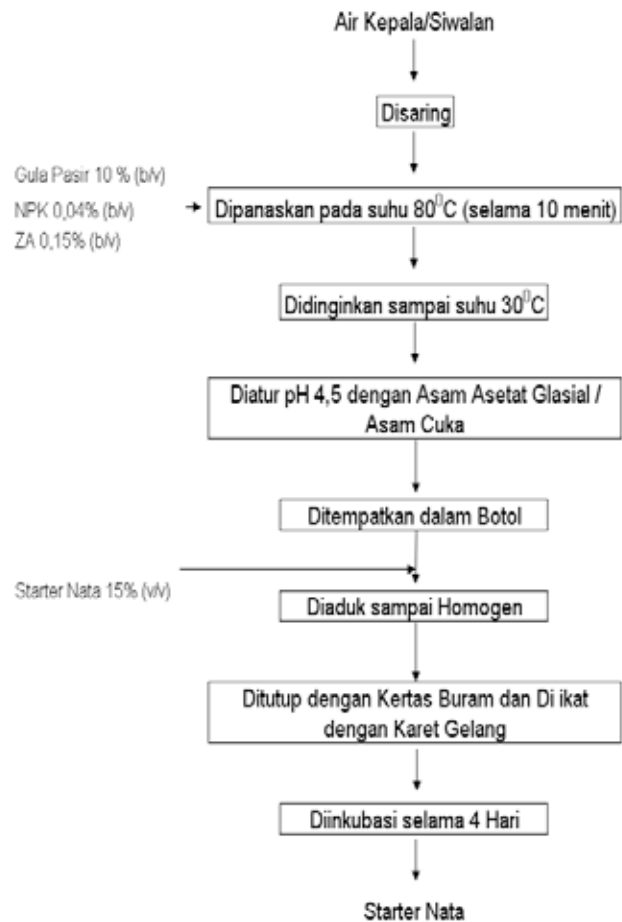 Air Kepala/Siwalan
Disaring
Gula Pasir 10 % (b/v)
NPK 0,04% (b/v)
ZA 0,15% (b/v)
Dipanaskan pada suhu 80⁰C (selama 10 menit)
Didinginkan sampai suhu 30⁰C
Diatur pH 4,5 dengan Asam Asetat Glasial /
Asam Cuka
Ditempatkan dalam Botol
Starter Nata 15% (v/v)
Diaduk sampai Homogen
Ditutup dengan Kertas Buram dan Di ikat
dengan Karet Gelang
Diinkubasi selama 4 Hari
Starter Nata